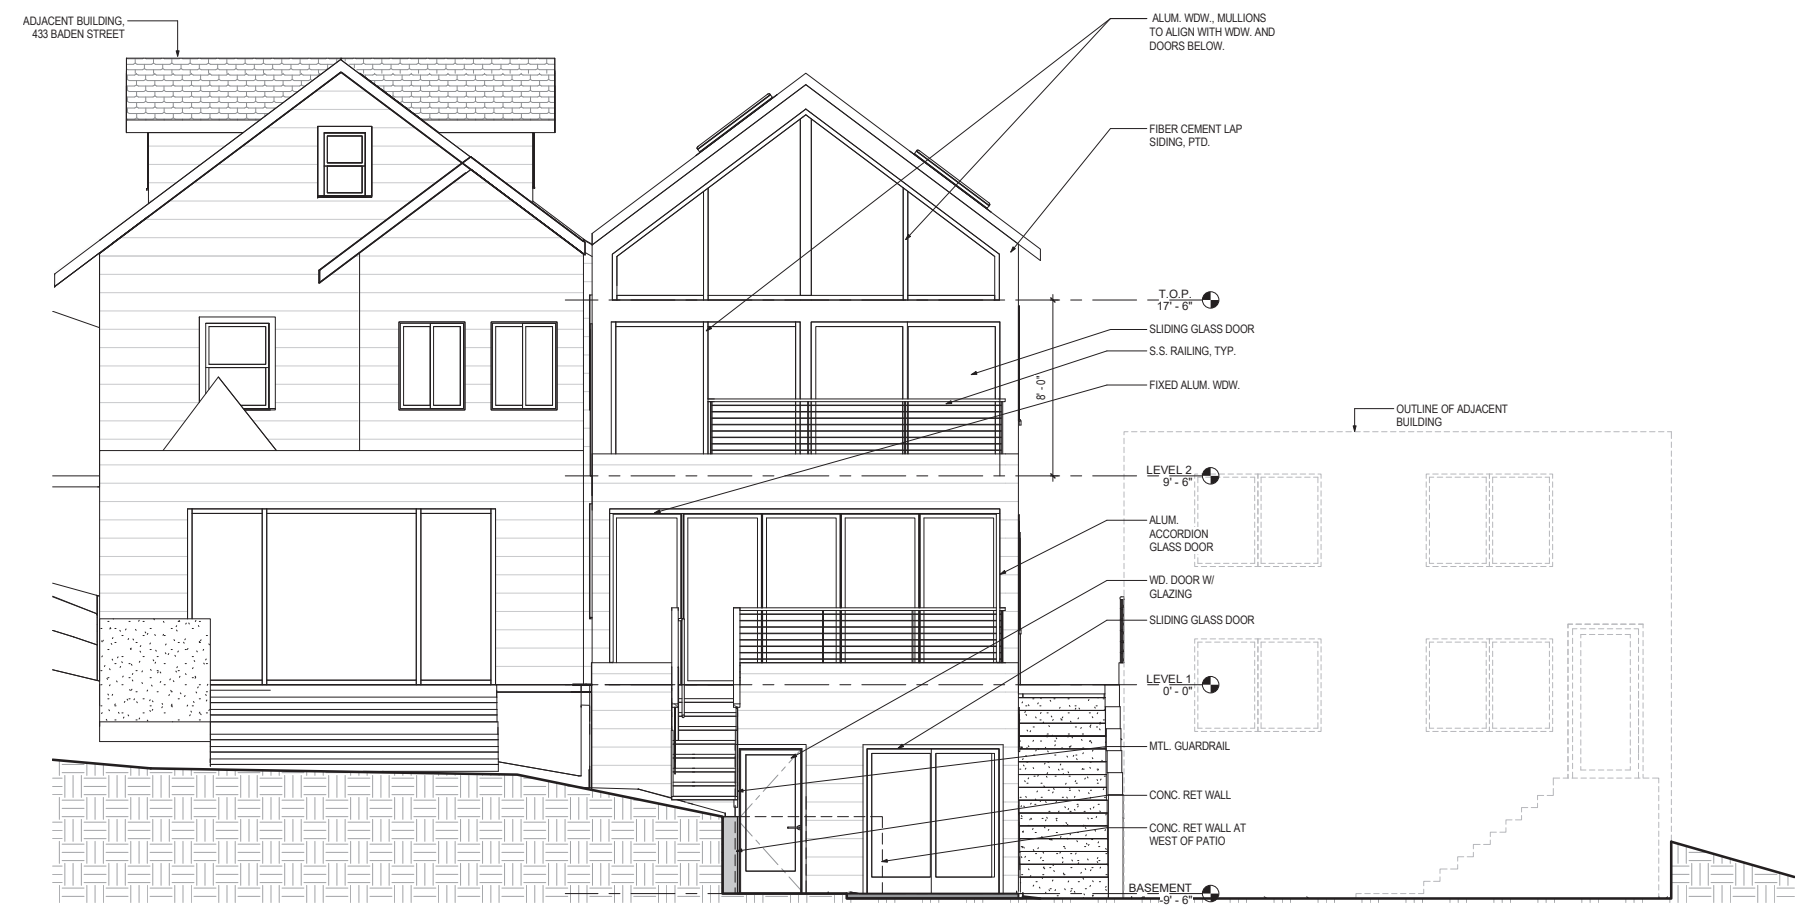 ADJACENT BUILDING,
433 BADEN STREET
ALUM. WDW., MULLIONS
TO ALIGN WITH WDW. AND
DOORS BELOW.
FIBER CEMENT LAP
SIDING, PTD.
T.O.P.
17' - 6"
SLIDING GLASS DOOR
S.S. RAILING, TYP.
8' - 0"
FIXED ALUM. WDW.
OUTLINE OF ADJACENT
BUILDING
LEVEL 2
9' - 6"
ALUM.
ACCORDION
GLASS DOOR
WD. DOOR W/
GLAZING
SLIDING GLASS DOOR
LEVEL 1
0' - 0"
MTL. GUARDRAIL
CONC. RET WALL
CONC. RET WALL AT
WEST OF PATIO
BASEMENT
-9' - 6"